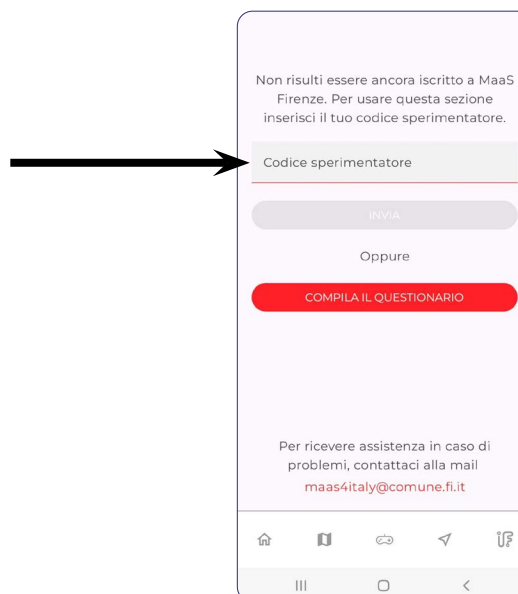 Non risulti essere ancora iscritto a MaaS
Firenze. Per usare questa sezione
inserisci il tuo codice sperimentatore.
Codice sperimentatore
INVIA
Oppure
COMPILA IL QUESTIONARIO
Per ricevere assistenza in caso di
problemi, contattaci alla mail
maas4italy@comune.fi.it
iF